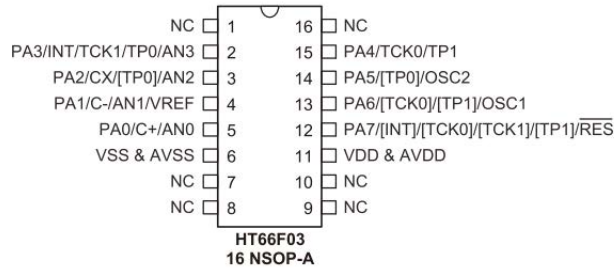 NC 1 16 NC
PA3/INT/TCK1/TP0/AN3 2 15 PA4/TCK0/TP1
PA2/CX/[TP0]/AN2 3 14 PA5/[TP0]/OSC2
PA1/C-/AN1/VREF 4 13 PA6/[TCK0]/[TP1]/OSC1
PA0/C+/AN0 5 12 PA7/[INT]/[TCK0]/[TCK1]/[TP1]/RES
VSS & AVSS 6 11 VDD & AVDD
NC 7 10 NC
NC 8 9 NC
HT66F03
16 NSOP-A